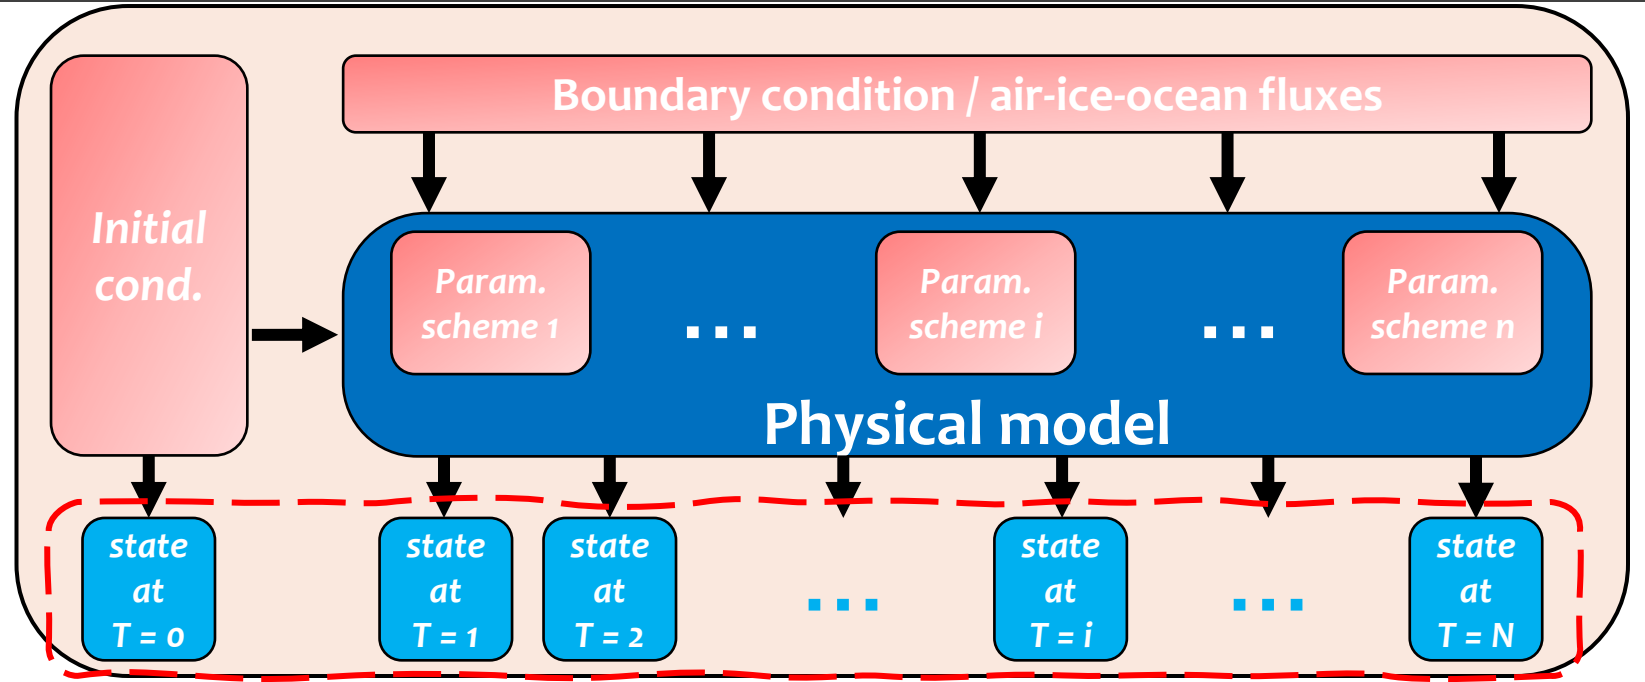 Boundary condition / air-ice-ocean fluxes
Initial
cond.
Param.
scheme 1
...
Param.
scheme i
...
Param.
scheme n
Physical model
state
at
T = 0
state
at
T = 1
state
at
T = 2
...
state
at
T = i
...
state
at
T = N